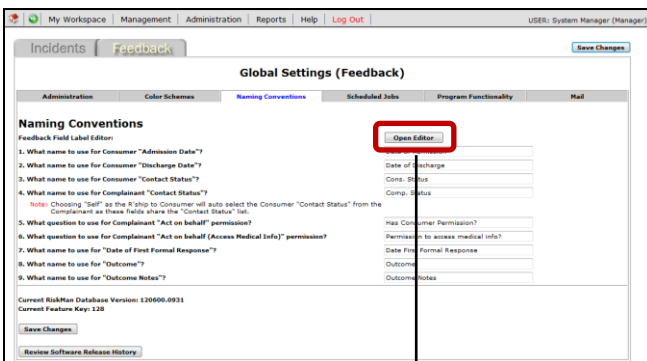 My Workspace | Management | Administration | Reports | Help | Log Out | USER: System Manager (Manager)
Incidents Feedback Save Changes
Global Settings (Feedback)
Administration Color Schemes Naming Conventions Scheduled Jobs Program Functionality Mail
Naming Conventions
Feedback Field Label Editor: Open Editor
1. What name to use for Consumer "Admission Date"?
2. What name to use for Consumer "Discharge Date"? Date of Discharge
3. What name to use for Consumer "Contact Status"? Cons. Status
4. What name to use for Complainant "Contact Status"? Comp. Status
Note: Choosing "Self" as the R'ship to Consumer will auto select the Consumer "Contact Status" from the
Complainant as these fields share the "Contact Status" list.
5. What question to use for Complainant "Act on behalf" permission? Has Consumer Permission?
6. What question to use for Complainant "Act on behalf (Access Medical Info)" permission? Permission to access medical info?
7. What name to use for "Date of First Formal Response"? Date First Formal Response
8. What name to use for "Outcome"? Outcome
9. What name to use for "Outcome Notes"? Outcome Notes
Current RiskMan Database Version: 120600.0931
Current Feature Key: 128
Save Changes
Review Software Release History